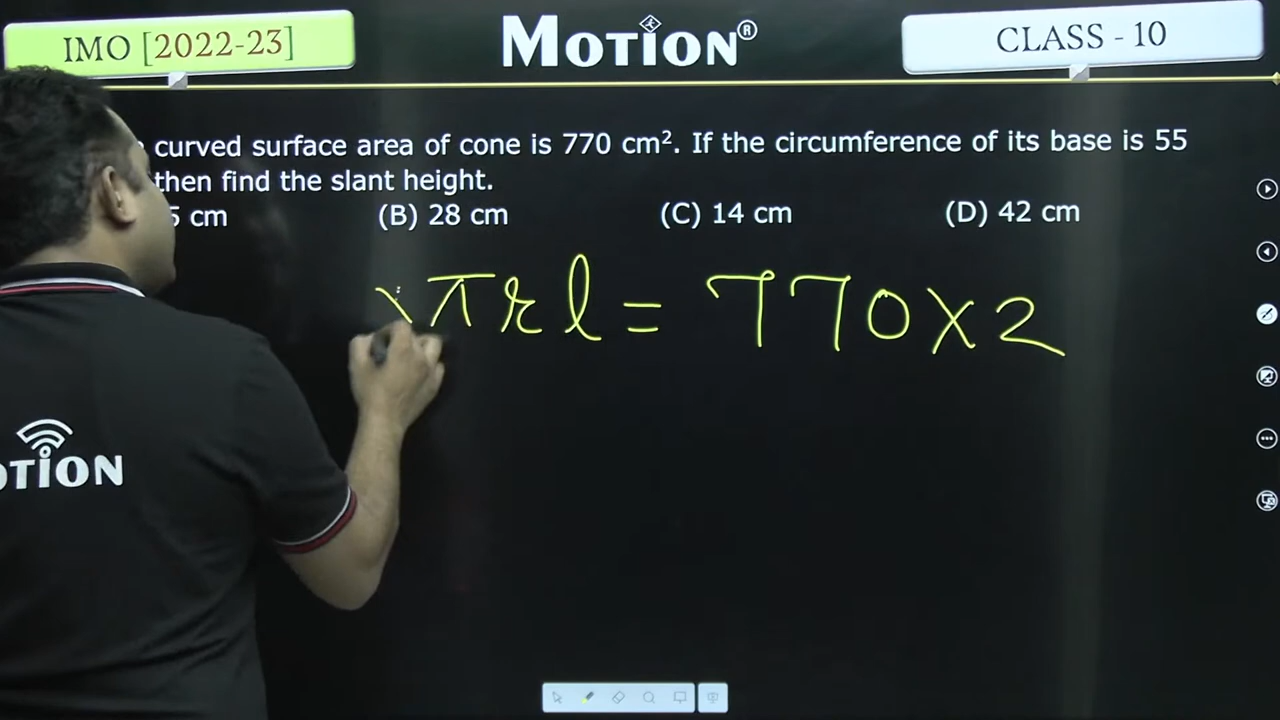 IMO [2022-23]
MOTION®
CLASS - 10
curved surface area of cone is 770 cm². If the circumference of its base is 55
then find the slant height.
5 cm (B) 28 cm (C) 14 cm (D) 42 cm
πrl = 770 × 2
OTION